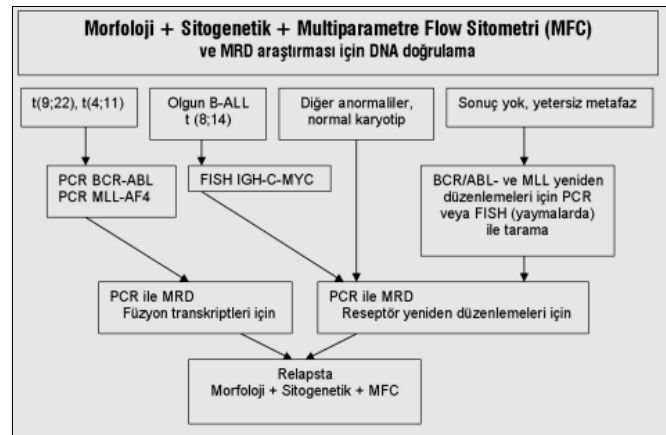 Morfoloji + Sitogenetik + Multiparametre Flow Sitometri (MFC)
ve MRD araştırması için DNA doğrulama
t(9;22), t(4;11)
Olgun B-ALL
t (8;14)
Diğer anormaliler,
normal karyotip
Sonuç yok, yetersiz metafaz
PCR BCR-ABL
PCR MLL-AF4
FISH IGH-C-MYC
BCR/ABL- ve MLL yeniden
düzenlemeleri için PCR
veya FISH (yaymalarda)
ile tarama
PCR ile MRD
Füzyon transkriptleri için
PCR ile MRD
Reseptör yeniden düzenlemeleri için
Relapsta
Morfoloji + Sitogenetik + MFC